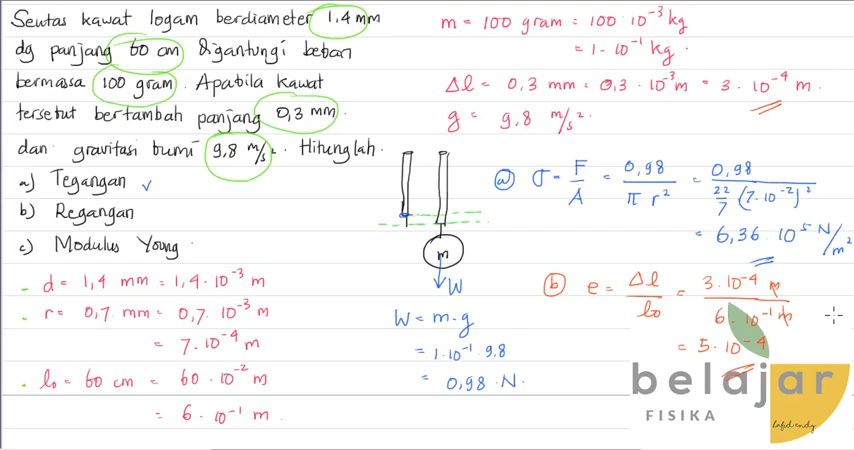 Seutas kawat logam berdiameter 1,4 mm
dg panjang 60 cm digantungi beban
bermassa 100 gram. Apabila kawat
tersebut bertambah panjang 0,3 mm.
dan gravitasi bumi 9,8 m/s². Hitunglah.
a) Tegangan √
b) Regangan
c) Modulus Young.
- d = 1,4 mm = 1,4 · 10⁻³ m
- r = 0,7 mm = 0,7 · 10⁻³ m
= 7 · 10⁻⁴ m
- l₀ = 60 cm = 60 · 10⁻² m
= 6 · 10⁻¹ m.
m = 100 gram = 100 · 10⁻³ kg
= 1 · 10⁻¹ kg.
Δl = 0,3 mm = 0,3 · 10⁻³ m = 3 · 10⁻⁴ m.
g = 9,8 m/s².
m
W
W = m · g
= 1 · 10⁻¹ · 9,8
= 0,98 · N.
(a) σ = F/A = 0,98/π r² = 0,98/22/7 (7 · 10⁻²)²
= 6,36 · 10⁵ N/m²
(b) e = Δl/l₀ = 3 · 10⁻⁴ m/6 · 10⁻¹ m
= 5 · 10⁻⁴
belajar
FISIKA
hafid endy